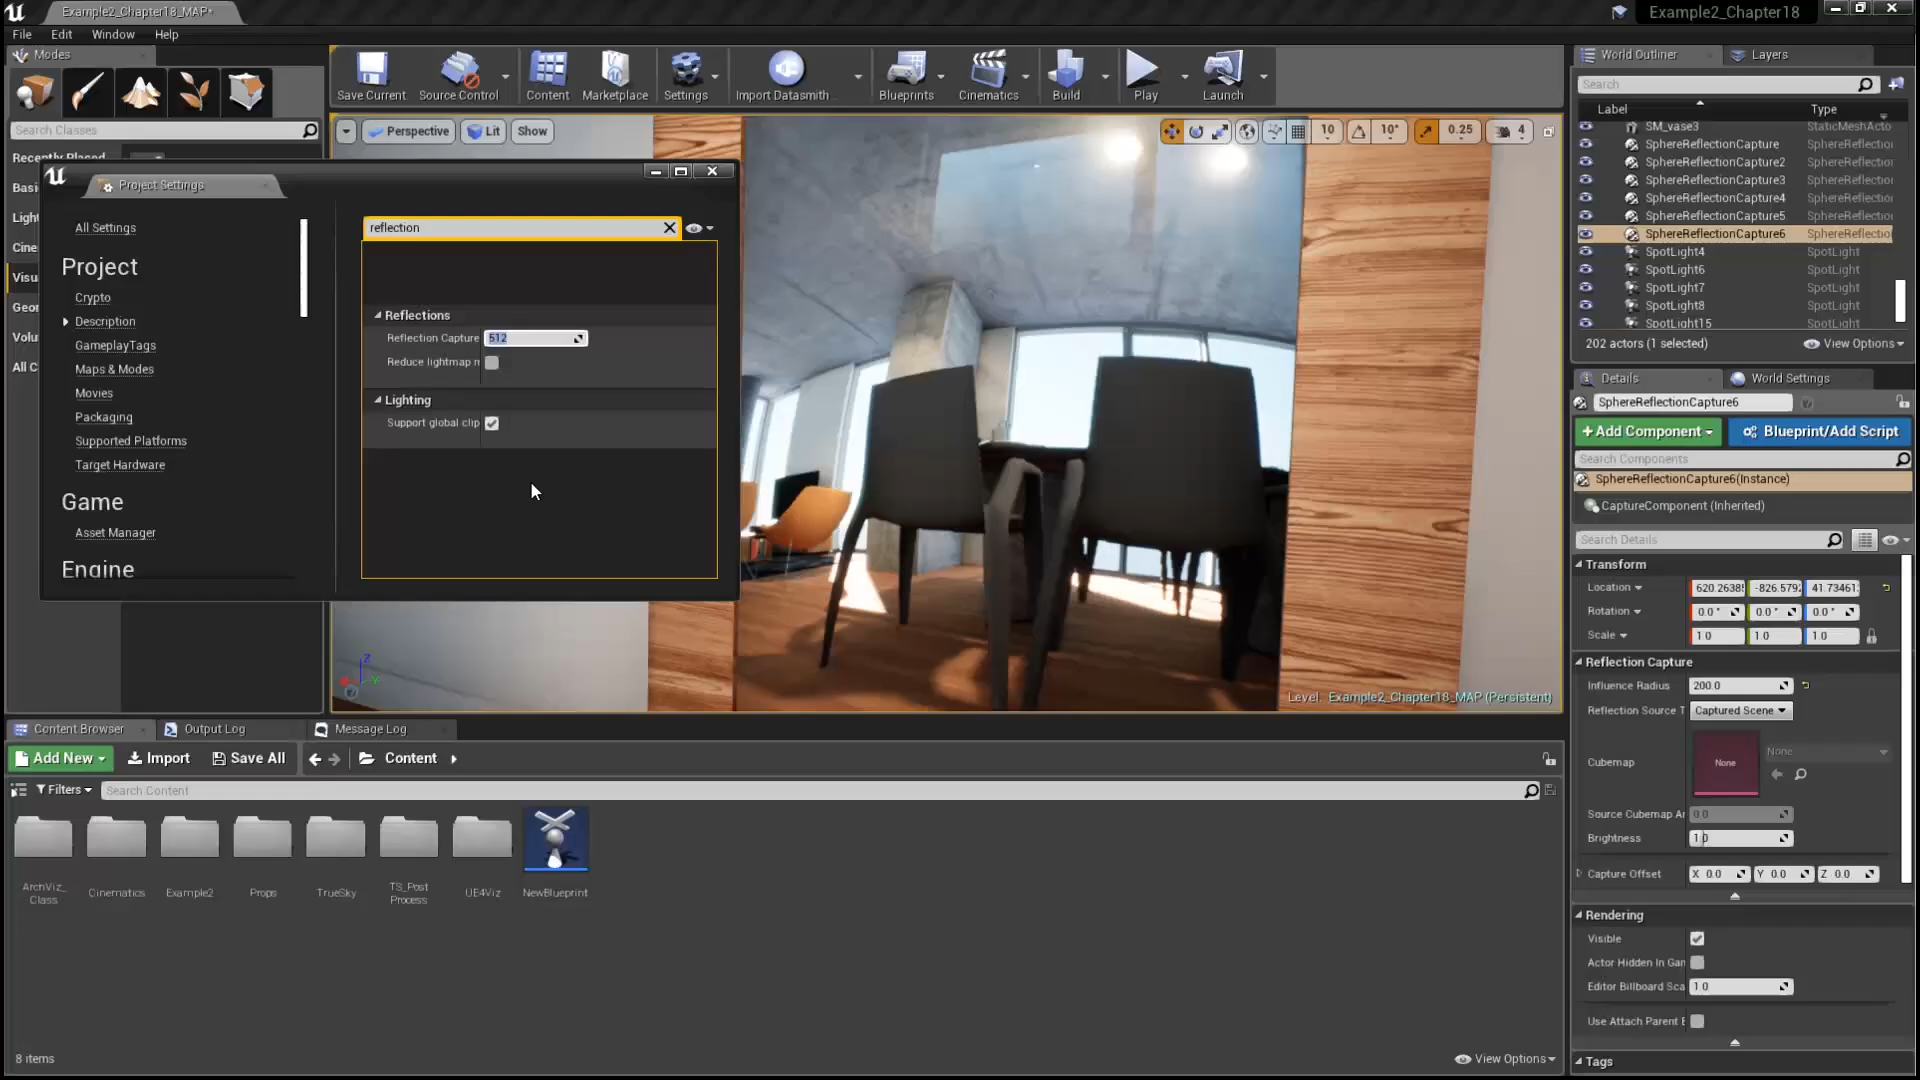 Example2_Chapter18_MAP*
Example2_Chapter18
File Edit Window Help
Modes
Search Classes
Recently Placed
Save Current
Source Control
Content
Marketplace
Settings
Import Datasmith
Blueprints
Cinematics
Build
Play
Launch
Perspective
Lit
Show
10
10°
0.25
4
Project Settings
All Settings
Project
Crypto
Description
GameplayTags
Maps & Modes
Movies
Packaging
Supported Platforms
Target Hardware
Game
Asset Manager
Engine
reflection
Reflections
Reflection Capture 512
Reduce lightmap m
Lighting
Support global clip
Level: Example2_Chapter18_MAP (Persistent)
World Outliner
Layers
Search
Label Type
SM_vase3 StaticMeshActo
SphereReflectionCapture SphereReflectio
SphereReflectionCapture2 SphereReflectio
SphereReflectionCapture3 SphereReflectio
SphereReflectionCapture4 SphereReflectio
SphereReflectionCapture5 SphereReflectio
SphereReflectionCapture6 SphereReflectio
SpotLight4 SpotLight
SpotLight6 SpotLight
SpotLight7 SpotLight
SpotLight8 SpotLight
SpotLight15 SpotLight
202 actors (1 selected)
View Options
Details
World Settings
SphereReflectionCapture6
+Add Component
Blueprint/Add Script
Search Components
SphereReflectionCapture6(Instance)
CaptureComponent (Inherited)
Search Details
Transform
Location 620.2638 -826.579 41.73461
Rotation 0.0° 0.0° 0.0°
Scale 1.0 1.0 1.0
Reflection Capture
Influence Radius 200.0
Reflection Source T Captured Scene
Cubemap None None
Source Cubemap An 0.0
Brightness 1.0
Capture Offset X 0.0 Y 0.0 Z 0.0
Rendering
Visible
Actor Hidden In Gam
Editor Billboard Sca 1.0
Use Attach Parent B
Tags
Content Browser
Output Log
Message Log
Add New
Import
Save All
Content
Filters
Search Content
ArchViz_
Class
Cinematics
Example2
Props
TrueSky
TS_Post
Process
UE4Viz
NewBlueprint
8 items
View Options